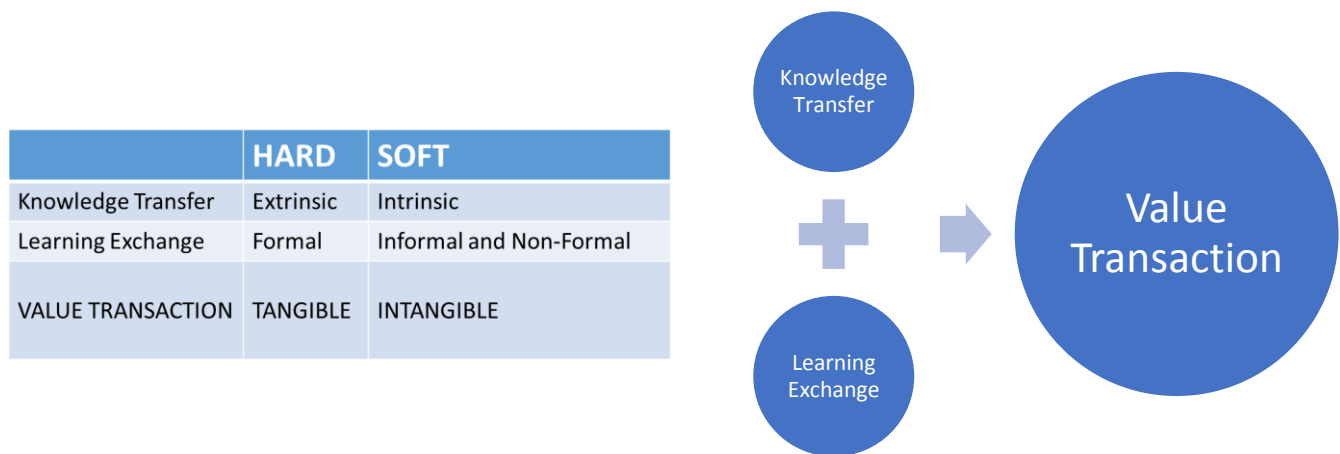 HARD SOFT
Knowledge Transfer Extrinsic Intrinsic
Learning Exchange Formal Informal and Non-Formal
VALUE TRANSACTION TANGIBLE INTANGIBLE
Knowledge
Transfer
Learning
Exchange
Value
Transaction